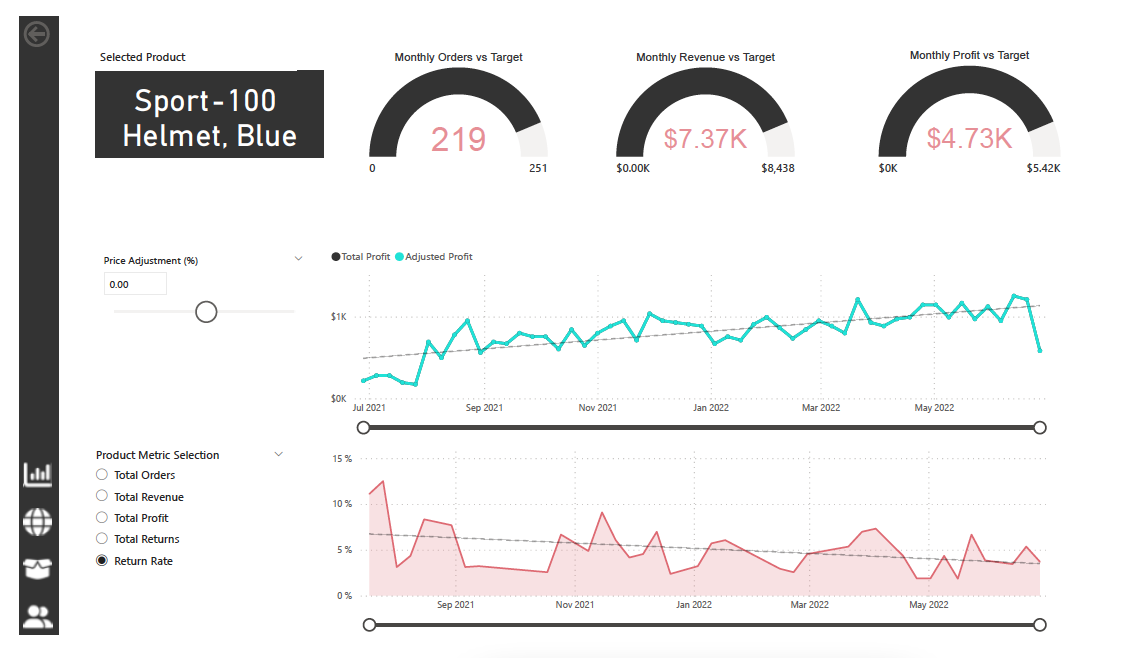 Selected Product
Sport-100
Helmet, Blue
Monthly Orders vs Target
219
0
251
Monthly Revenue vs Target
$7.37K
$0.00K
$8,438
Monthly Profit vs Target
$4.73K
$0K
$5.42K
Price Adjustment (%)
0.00
Total Profit
Adjusted Profit
$1K
$0K
Jul 2021
Sep 2021
Nov 2021
Jan 2022
Mar 2022
May 2022
Product Metric Selection
Total Orders
Total Revenue
Total Profit
Total Returns
Return Rate
15 %
10 %
5 %
0 %
Sep 2021
Nov 2021
Jan 2022
Mar 2022
May 2022